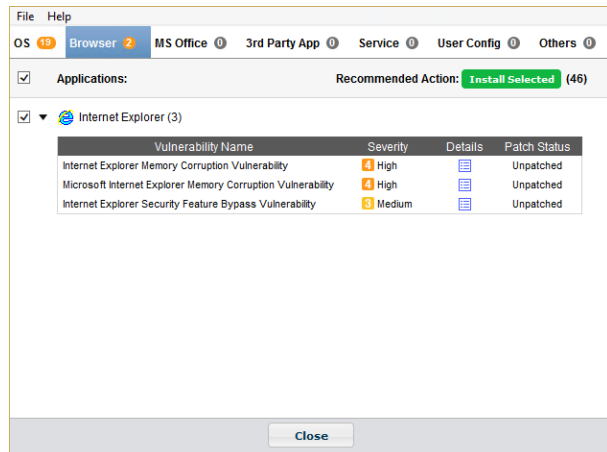 File Help
OS 19 Browser 2 MS Office 0 3rd Party App 0 Service 0 User Config 0 Others 0
Applications: Recommended Action: Install Selected (46)
Internet Explorer (3)
Vulnerability Name Severity Details Patch Status
Internet Explorer Memory Corruption Vulnerability 4 High Unpatched
Microsoft Internet Explorer Memory Corruption Vulnerability 4 High Unpatched
Internet Explorer Security Feature Bypass Vulnerability 3 Medium Unpatched
Close